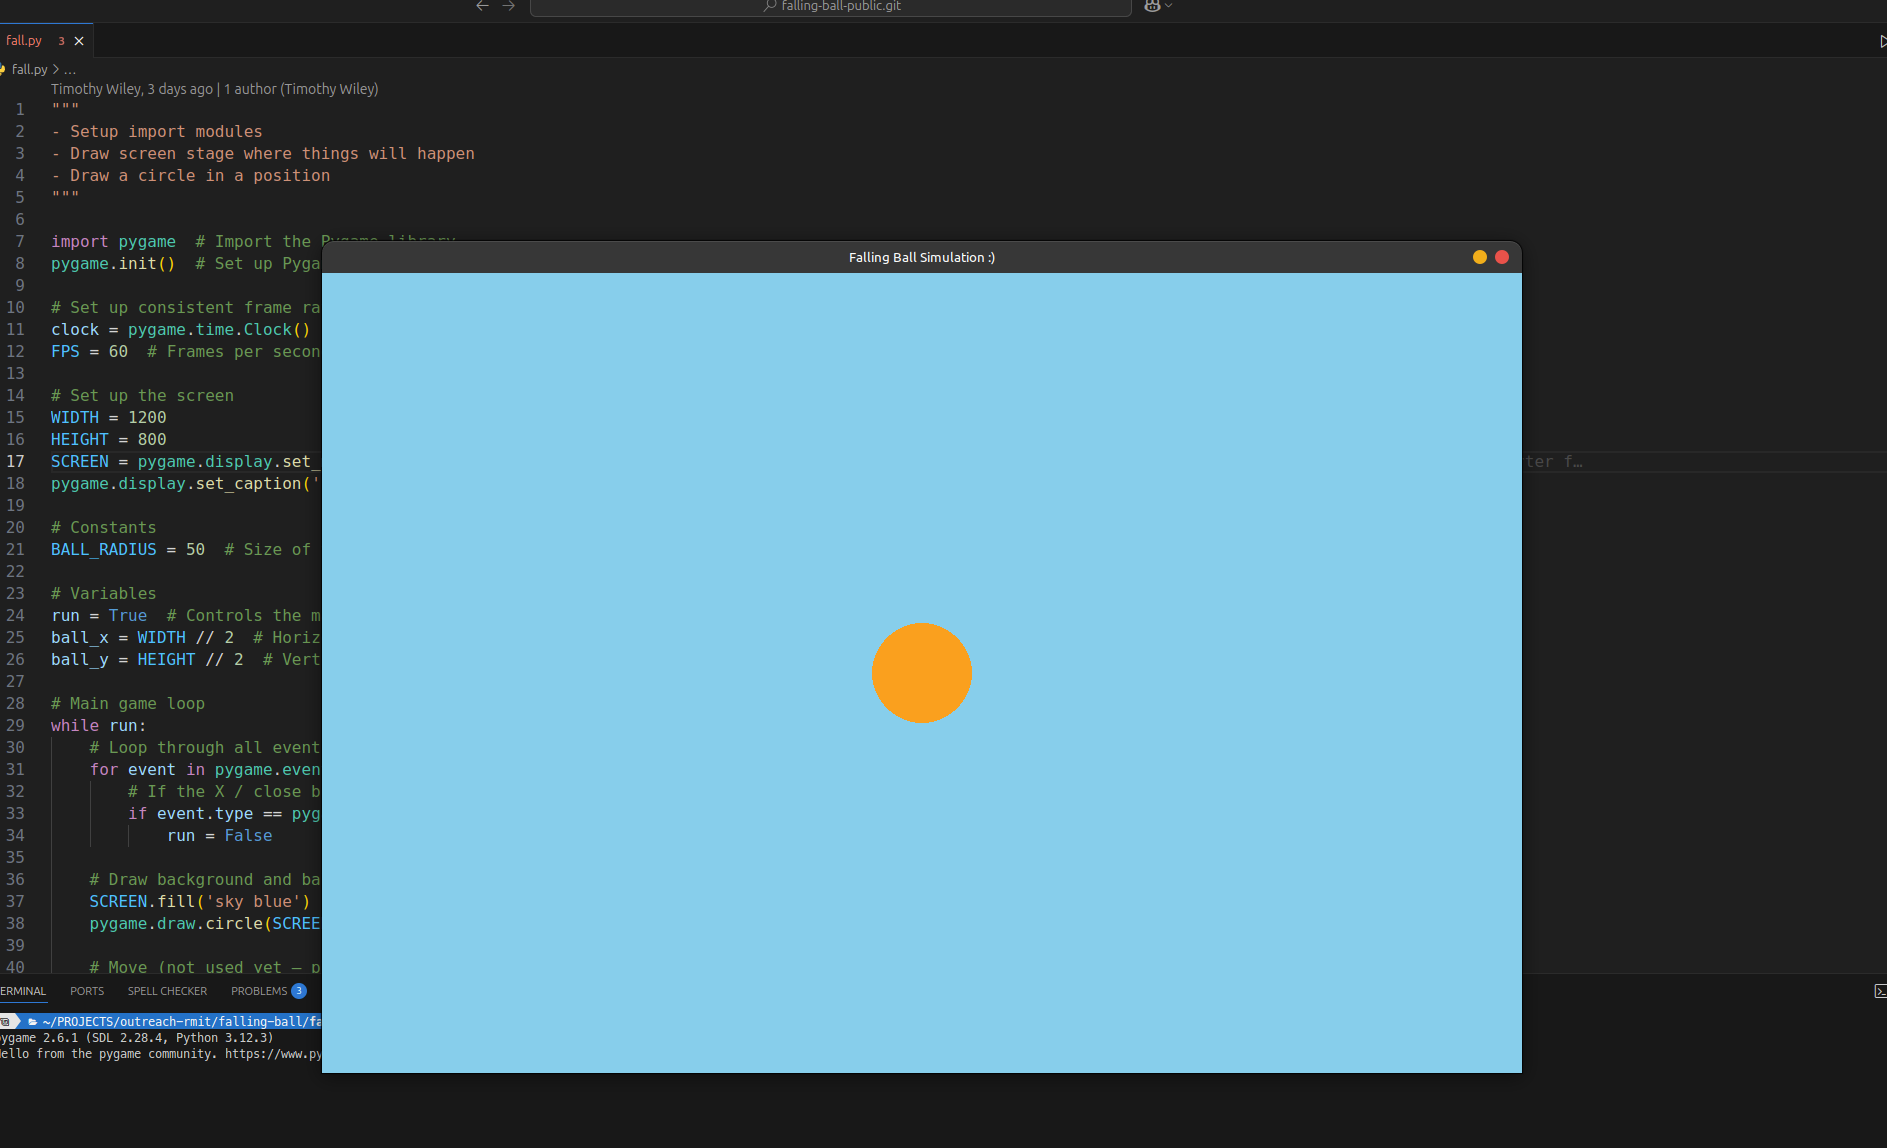 falling-ball-public.git
fall.py 3
fall.py > ...
Timothy Wiley, 3 days ago | 1 author (Timothy Wiley)
1 """
2 - Setup import modules
3 - Draw screen stage where things will happen
4 - Draw a circle in a position
5 """
6
7 import pygame # Import the Pygame library
8 pygame.init() # Set up Pyga
9
10 # Set up consistent frame ra
11 clock = pygame.time.Clock()
12 FPS = 60 # Frames per secon
13
14 # Set up the screen
15 WIDTH = 1200
16 HEIGHT = 800
17 SCREEN = pygame.display.set_ ter f…
18 pygame.display.set_caption('
19
20 # Constants
21 BALL_RADIUS = 50 # Size of
22
23 # Variables
24 run = True # Controls the m
25 ball_x = WIDTH // 2 # Horiz
26 ball_y = HEIGHT // 2 # Vert
27
28 # Main game loop
29 while run:
30 # Loop through all event
31 for event in pygame.even
32 # If the X / close b
33 if event.type == pyg
34 run = False
35
36 # Draw background and ba
37 SCREEN.fill('sky blue')
38 pygame.draw.circle(SCREE
39
40 # Move (not used yet — p
Falling Ball Simulation :)
ERMINAL PORTS SPELL CHECKER PROBLEMS 3
~/PROJECTS/outreach-rmit/falling-ball/fa
ygame 2.6.1 (SDL 2.28.4, Python 3.12.3)
ello from the pygame community. https://www.py